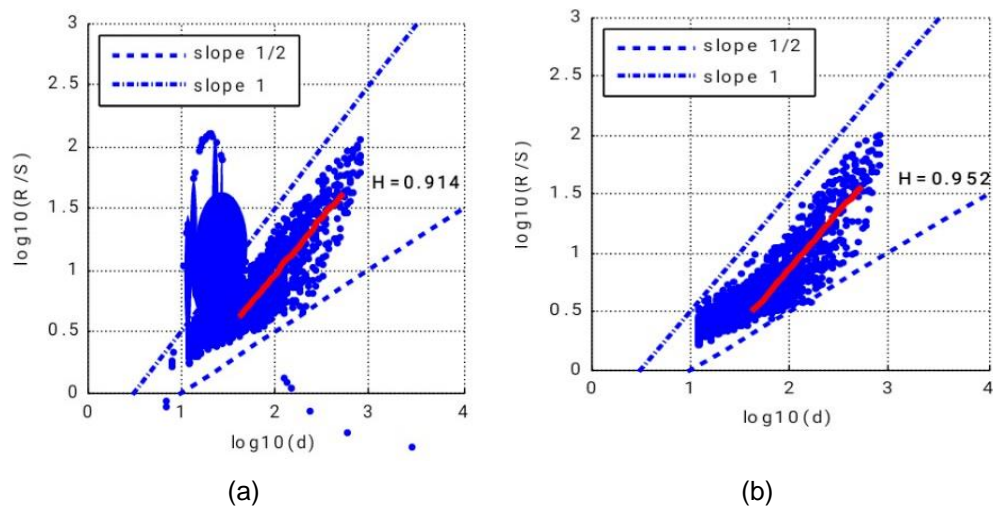 3
2.5
2
1.5
1
0.5
0
0 1 2 3 4
log10(R/S)
log10(d)
slope 1/2
slope 1
H=0.914
(a)
3
2.5
2
1.5
1
0.5
0
0 1 2 3 4
log10(R/S)
log10(d)
slope 1/2
slope 1
H=0.952
(b)